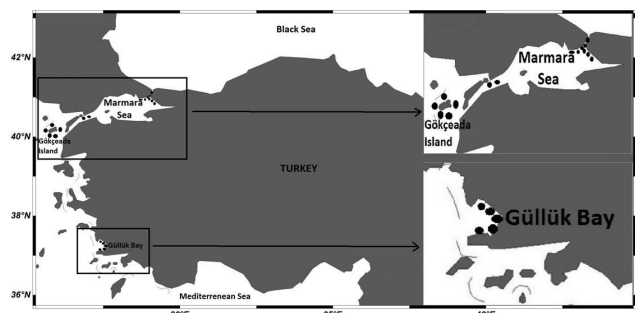 Black Sea
42°N
Marmara
Sea
40°N
Gökçeada
Island
TURKEY
38°N
Güllük Bay
36°N
Mediterrenean Sea
Marmara
Sea
Gökçeada
Island
Güllük Bay